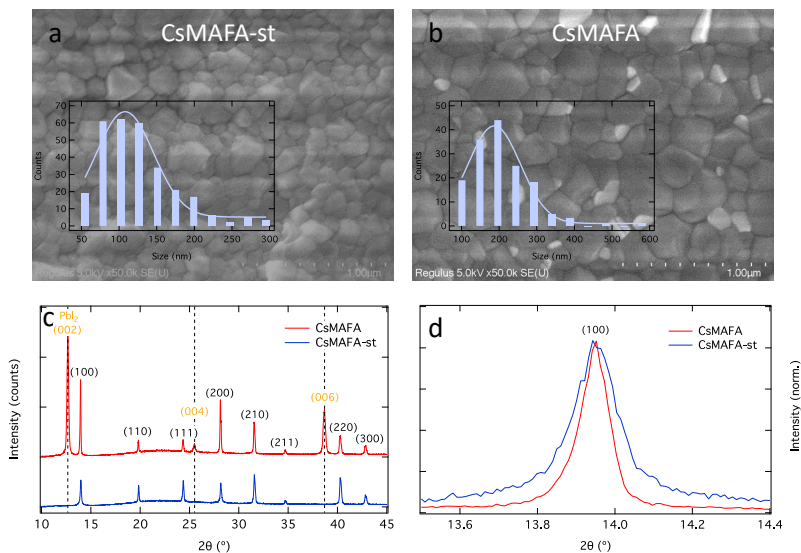 a CsMAFA-st
70
60
50
40
30
20
10
0
Counts
50 100 150 200 250 300
Size (nm)
Regulus 5.0kV x50.0k SE(U) 1.00µm
b CsMAFA
50
40
30
20
10
0
Counts
100 200 300 400 500 600
Size (nm)
Regulus 5.0kV x50.0k SE(U) 1.00µm
c
PbI₂
(002)
(100)
(110)
(111)
(004)
(200)
(210)
(211)
(006)
(220)
(300)
CsMAFA
CsMAFA-st
Intensity (counts)
10 15 20 25 30 35 40 45
2θ (°)
d
(100)
CsMAFA
CsMAFA-st
Intensity (norm.)
13.6 13.8 14.0 14.2 14.4
2θ (°)